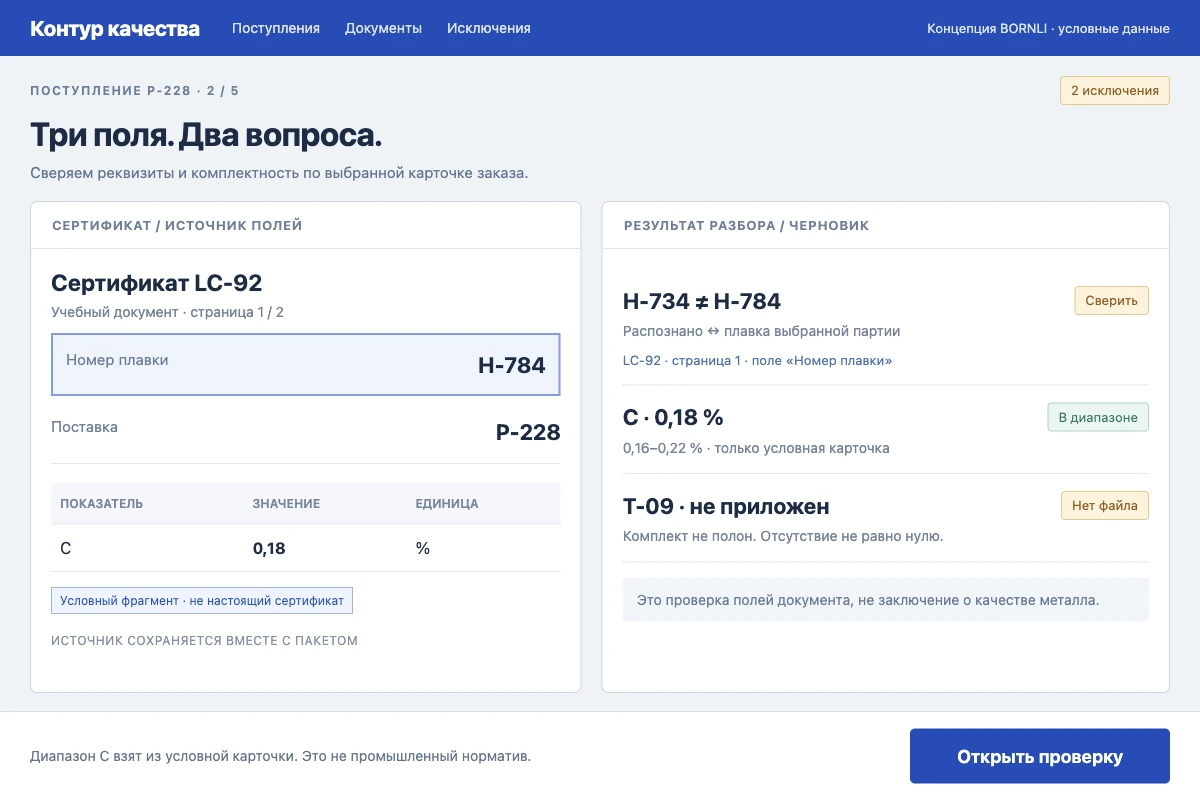 Контур качества
Поступления
Документы
Исключения
Концепция BORNLI · условные данные
ПОСТУПЛЕНИЕ P-228 · 2 / 5
2 исключения
Три поля. Два вопроса.
Сверяем реквизиты и комплектность по выбранной карточке заказа.
СЕРТИФИКАТ / ИСТОЧНИК ПОЛЕЙ
Сертификат LC-92
Учебный документ · страница 1 / 2
Номер плавки
H-784
Поставка
P-228
ПОКАЗАТЕЛЬ ЗНАЧЕНИЕ ЕДИНИЦА
C 0,18 %
Условный фрагмент · не настоящий сертификат
ИСТОЧНИК СОХРАНЯЕТСЯ ВМЕСТЕ С ПАКЕТОМ
РЕЗУЛЬТАТ РАЗБОРА / ЧЕРНОВИК
H-734 ≠ H-784
Сверить
Распознано ↔ плавка выбранной партии
LC-92 · страница 1 · поле «Номер плавки»
C · 0,18 %
В диапазоне
0,16–0,22 % · только условная карточка
T-09 · не приложен
Нет файла
Комплект не полон. Отсутствие не равно нулю.
Это проверка полей документа, не заключение о качестве металла.
Диапазон C взят из условной карточки. Это не промышленный норматив.
Открыть проверку